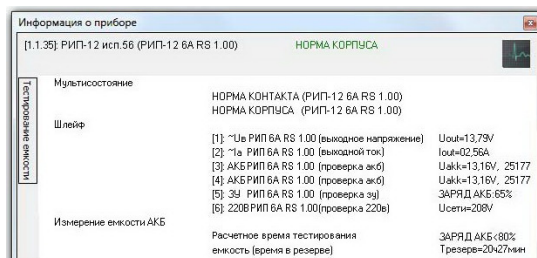 Информация о приборе
[1.1.35]: РИП-12 исп.56 (РИП-12 6А RS 1.00) НОРМА КОРПУСА
Тестирование емкости
Мультисостояние
НОРМА КОНТАКТА (РИП-12 6А RS 1.00)
НОРМА КОРПУСА (РИП-12 6А RS 1.00)
Шлейф
[1]: ~Uв РИП 6А RS 1.00 (выходное напряжение) Uout=13,79V
[2]: ~Iа РИП 6А RS 1.00 (выходной ток) Iout=02,56A
[3]: АКБ РИП 6А RS 1.00 (проверка акб) Uakk=13,16V, 25177
[4]: АКБ РИП 6А RS 1.00 (проверка акб) Uakk=13,16V, 25177
[5]: ЗУ РИП 6А RS 1.00 (проверка зу) ЗАРЯД АКБ:65%
[6]: 220В РИП 6А RS 1.00(проверка 220в) Uсети=208V
Измерение емкости АКБ
Расчетное время тестирования ЗАРЯД АКБ<80%
емкость (время в резерве) Tрезерв=20ч27мин